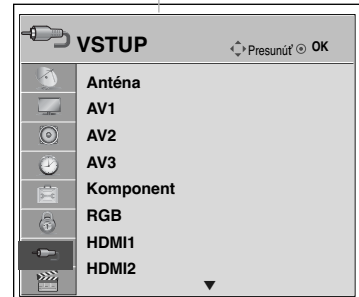 VSTUP
Presunúť OK
Anténa
AV1
AV2
AV3
Komponent
RGB
HDMI1
HDMI2